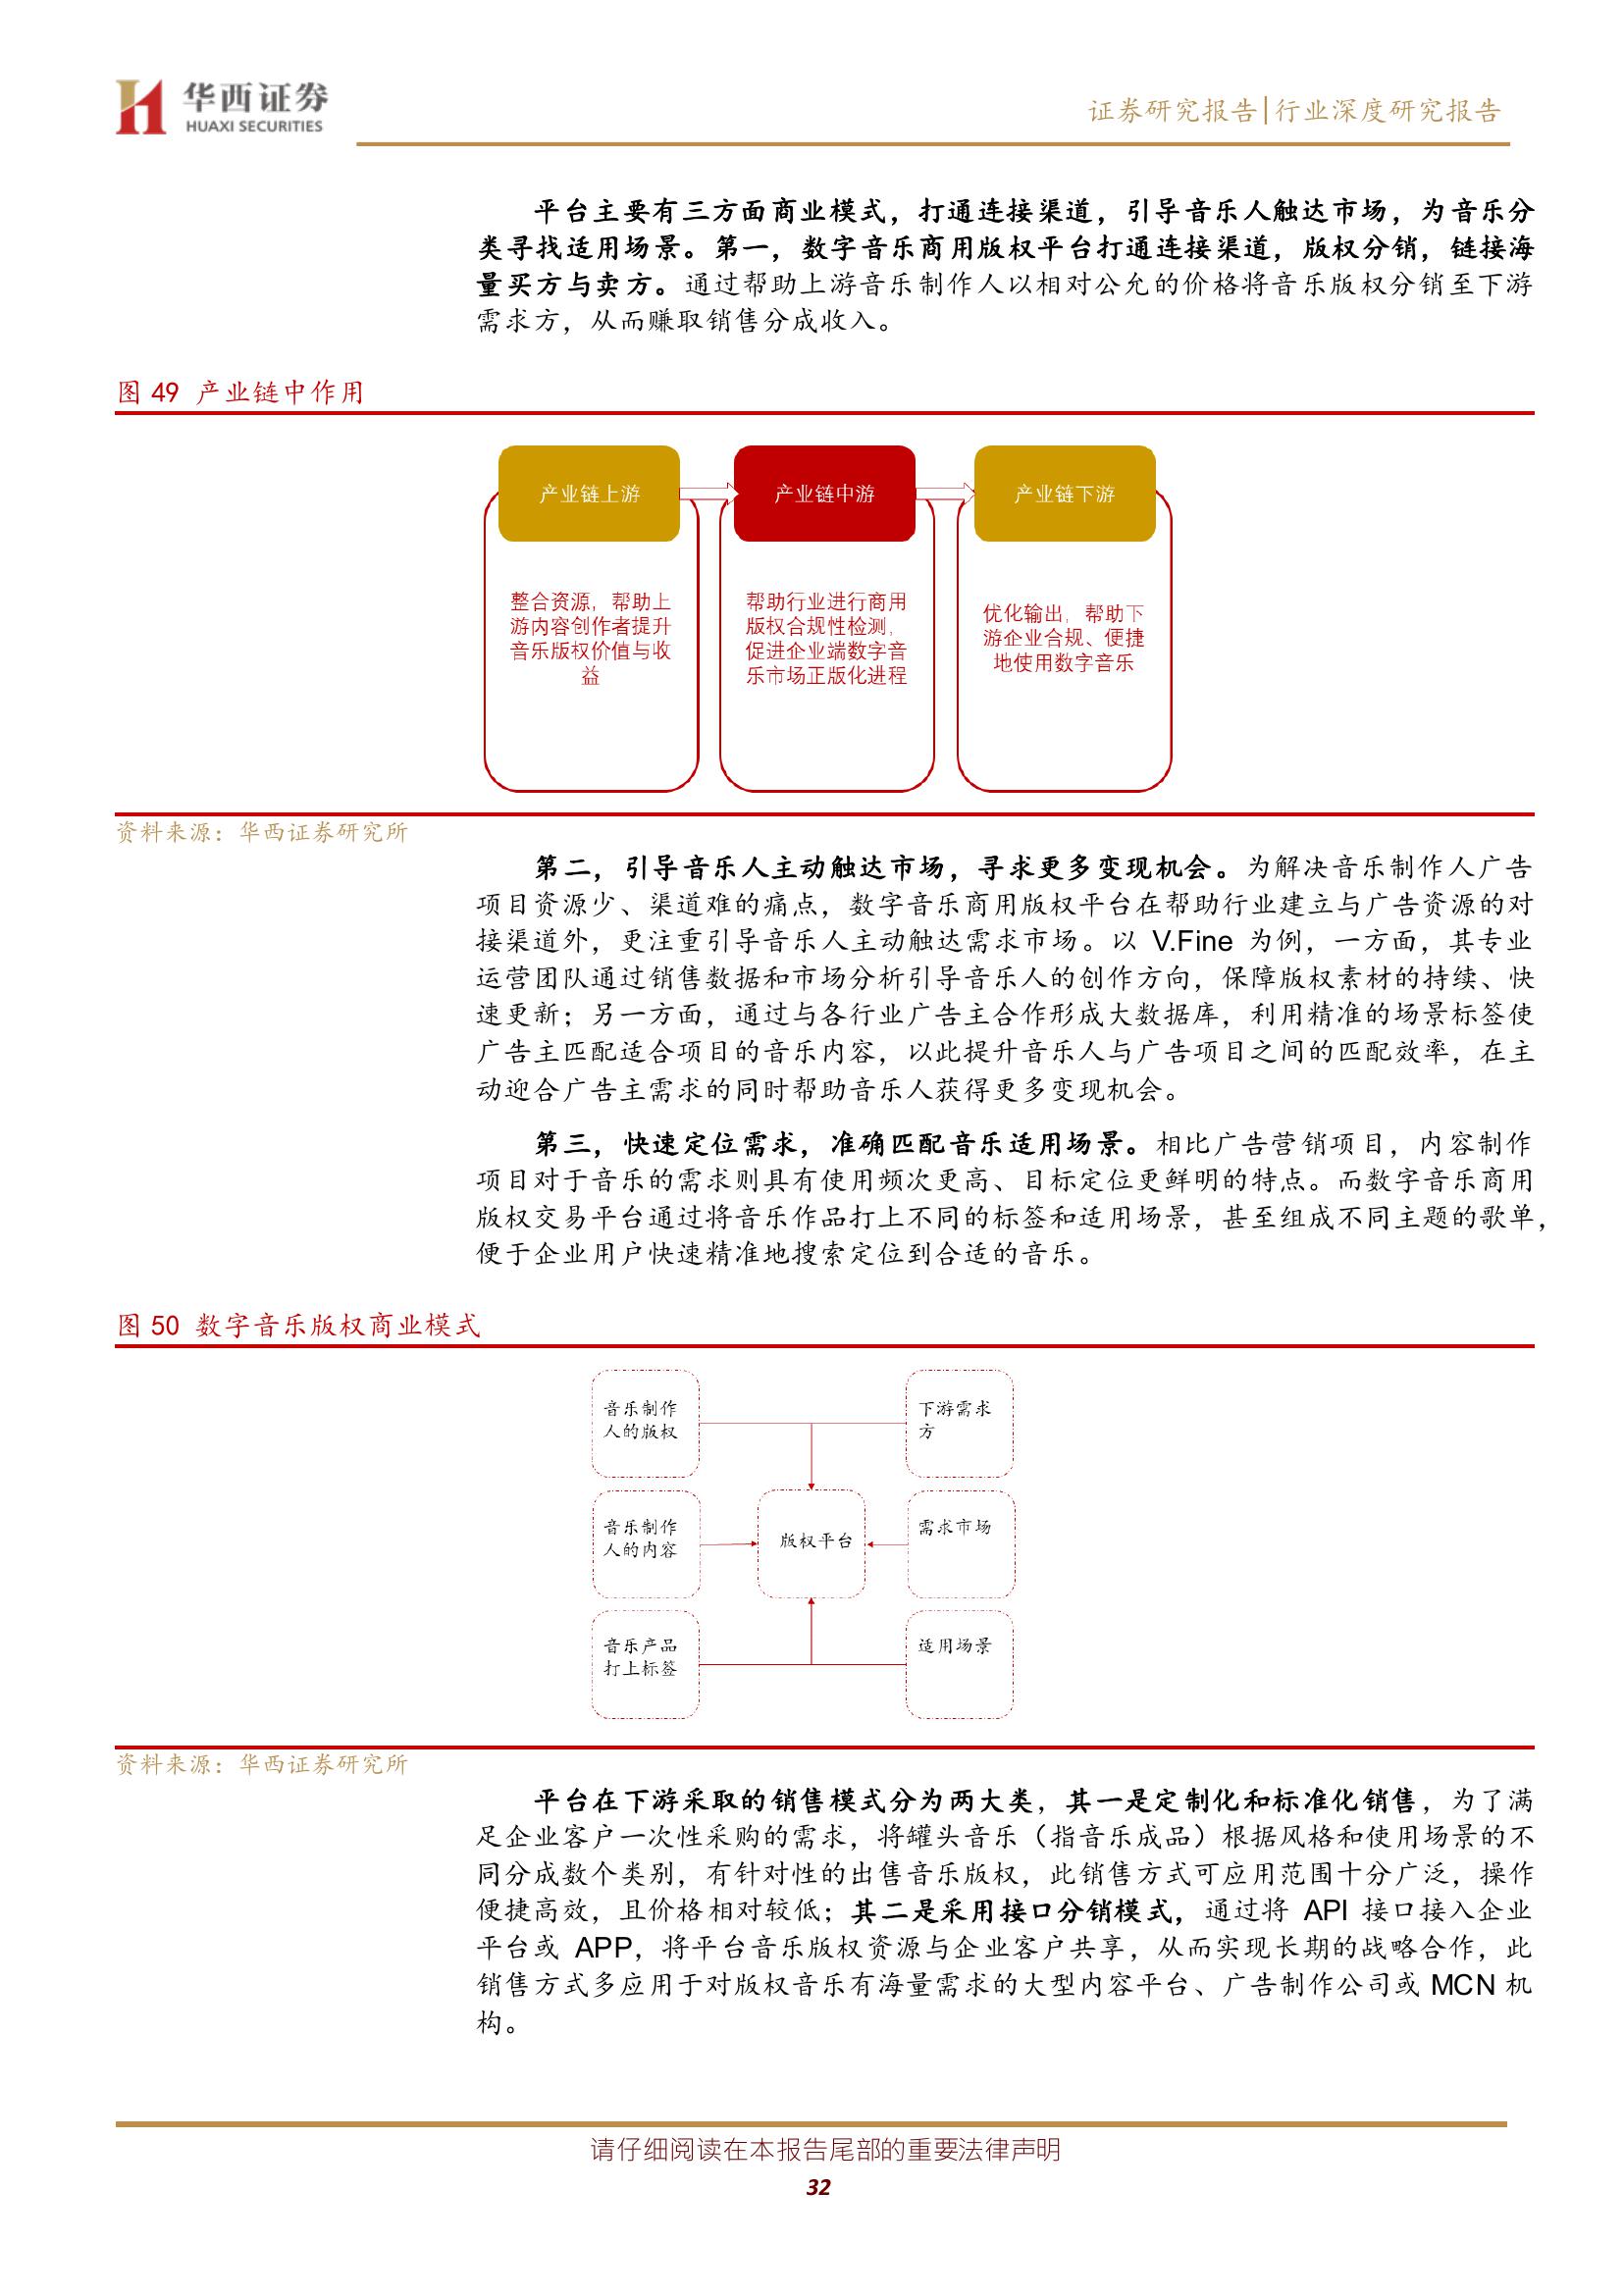 华西证券
HUAXI SECURITIES
证券研究报告|行业深度研究报告
平台主要有三方面商业模式，打通连接渠道，引导音乐人触达市场，为音乐分
类寻找适用场景。第一，数字音乐商用版权平台打通连接渠道，版权分销，链接海
量买方与卖方。通过帮助上游音乐制作人以相对公允的价格将音乐版权分销至下游
需求方，从而赚取销售分成收入。
图 49 产业链中作用
产业链上游
产业链中游
产业链下游
整合资源，帮助上
游内容创作者提升
音乐版权价值与收
益
帮助行业进行商用
版权合规性检测，
促进企业端数字音
乐市场正版化进程
优化输出，帮助下
游企业合规、便捷
地使用数字音乐
资料来源：华西证券研究所
第二，引导音乐人主动触达市场，寻求更多变现机会。为解决音乐制作人广告
项目资源少、渠道难的痛点，数字音乐商用版权平台在帮助行业建立与广告资源的对
接渠道外，更注重引导音乐人主动触达需求市场。以 V.Fine 为例，一方面，其专业
运营团队通过销售数据和市场分析引导音乐人的创作方向，保障版权素材的持续、快
速更新；另一方面，通过与各行业广告主合作形成大数据库，利用精准的场景标签使
广告主匹配适合项目的音乐内容，以此提升音乐人与广告项目之间的匹配效率，在主
动迎合广告主需求的同时帮助音乐人获得更多变现机会。
第三，快速定位需求，准确匹配音乐适用场景。相比广告营销项目，内容制作
项目对于音乐的需求则具有使用频次更高、目标定位更鲜明的特点。而数字音乐商用
版权交易平台通过将音乐作品打上不同的标签和适用场景，甚至组成不同主题的歌单，
便于企业用户快速精准地搜索定位到合适的音乐。
图 50 数字音乐版权商业模式
音乐制作
人的版权
下游需求
方
音乐制作
人的内容
版权平台
需求市场
音乐产品
打上标签
适用场景
资料来源：华西证券研究所
平台在下游采取的销售模式分为两大类，其一是定制化和标准化销售，为了满
足企业客户一次性采购的需求，将罐头音乐（指音乐成品）根据风格和使用场景的不
同分成数个类别，有针对性的出售音乐版权，此销售方式可应用范围十分广泛，操作
便捷高效，且价格相对较低；其二是采用接口分销模式，通过将 API 接口接入企业
平台或 APP，将平台音乐版权资源与企业客户共享，从而实现长期的战略合作，此
销售方式多应用于对版权音乐有海量需求的大型内容平台、广告制作公司或 MCN 机
构。
请仔细阅读在本报告尾部的重要法律声明
32